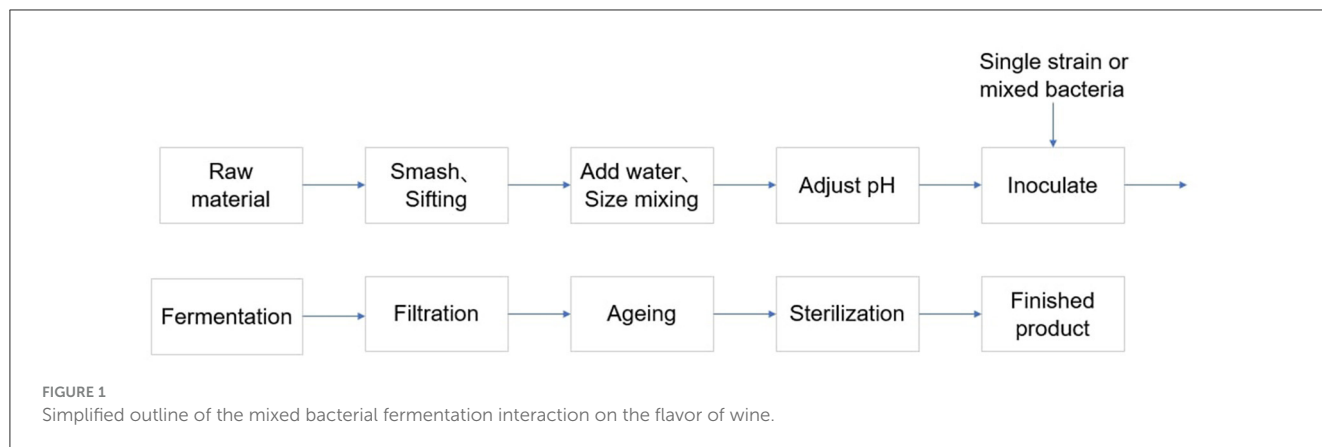 Single strain or
mixed bacteria
Raw
material
Smash、
Sifting
Add water、
Size mixing
Adjust pH
Inoculate
Fermentation
Filtration
Ageing
Sterilization
Finished
product
FIGURE 1
Simplified outline of the mixed bacterial fermentation interaction on the flavor of wine.